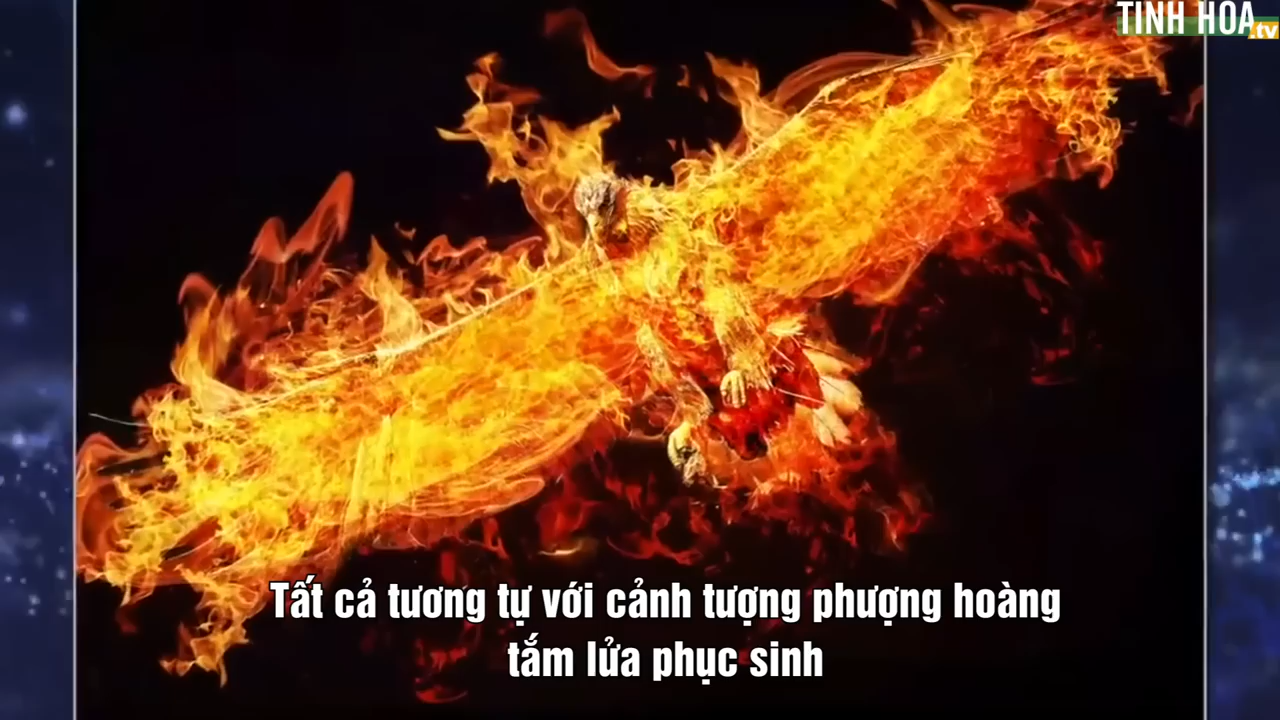 TINH HOA
.tv
Tất cả tương tự với cảnh tượng phượng hoàng
tắm lửa phục sinh